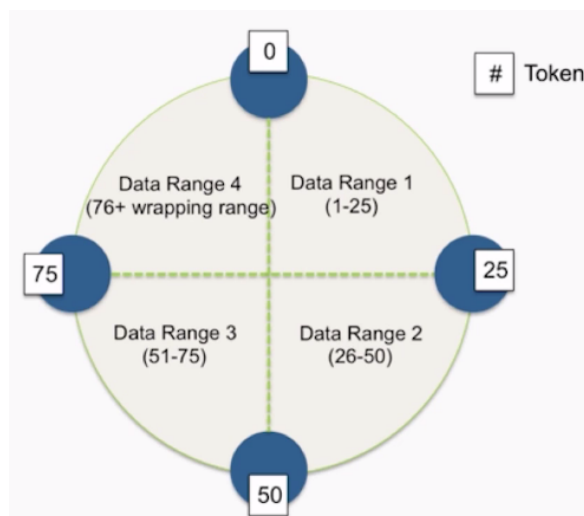 0
# Token
Data Range 4
(76+ wrapping range)
Data Range 1
(1-25)
75
25
Data Range 3
(51-75)
Data Range 2
(26-50)
50